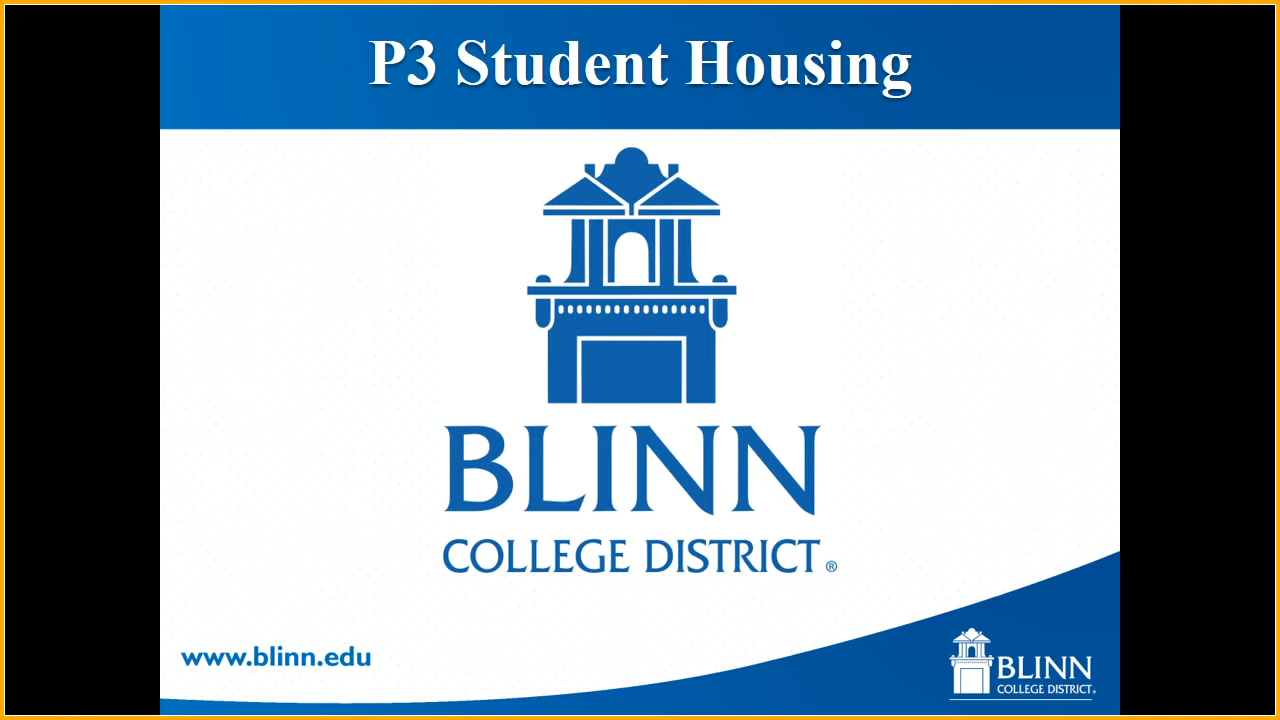 P3 Student Housing
BLINN
COLLEGE DISTRICT®
www.blinn.edu
BLINN
COLLEGE DISTRICT®